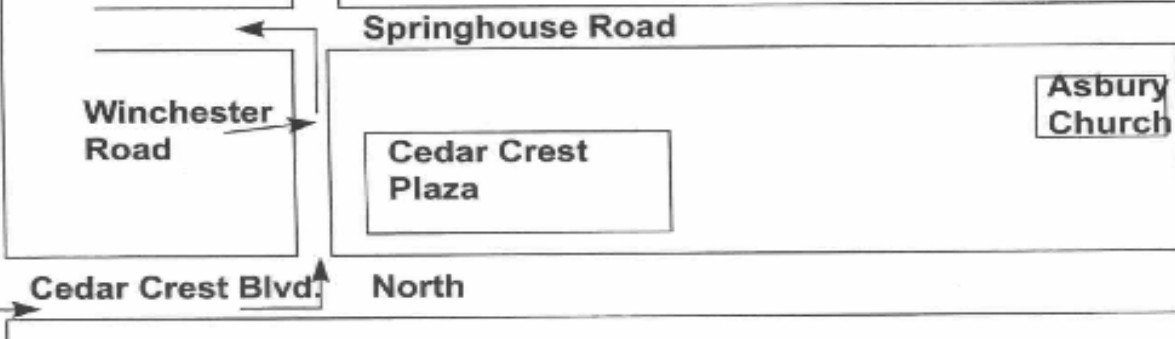 Springhouse Road
Winchester
Road
Cedar Crest
Plaza
Asbury
Church
Cedar Crest Blvd.
North